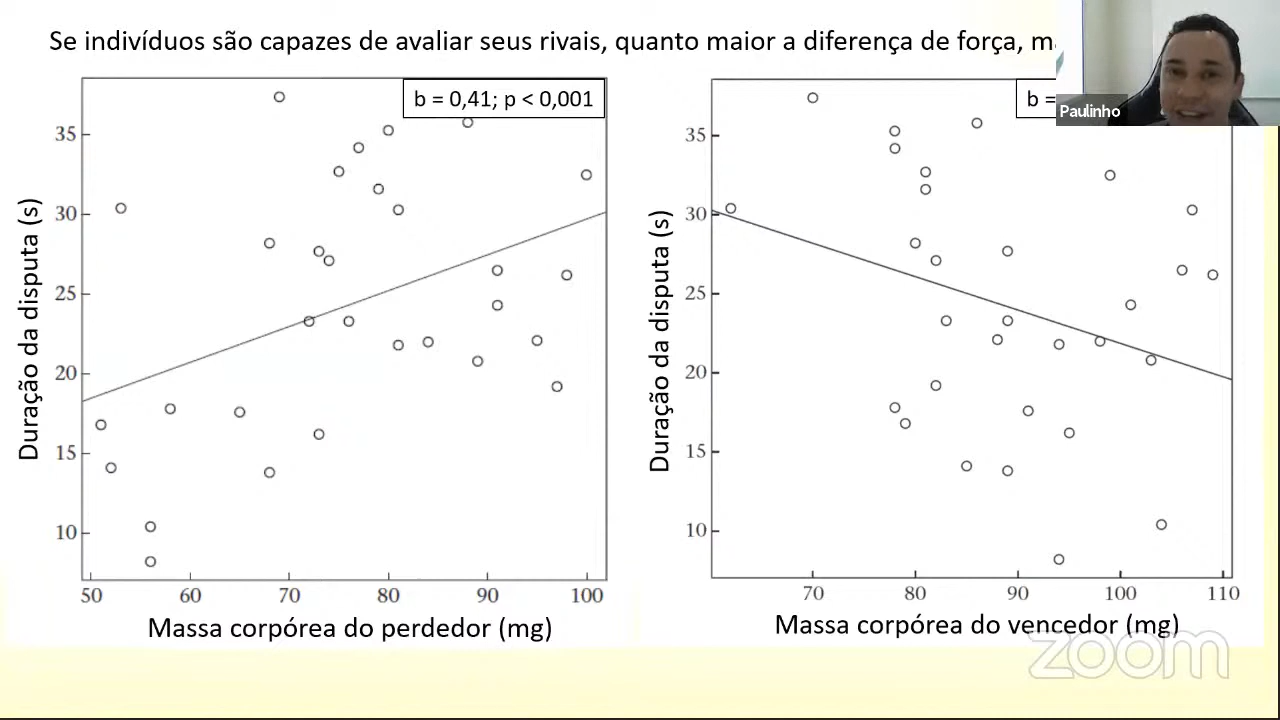 Se indivíduos são capazes de avaliar seus rivais, quanto maior a diferença de força,
b = 0,41; p < 0,001
b =
Paulinho
Duração da disputa (s)
35
30
25
20
15
10
50 60 70 80 90 100
Massa corpórea do perdedor (mg)
Duração da disputa (s)
35
30
25
20
15
10
70 80 90 100 110
Massa corpórea do vencedor (mg)
zoom